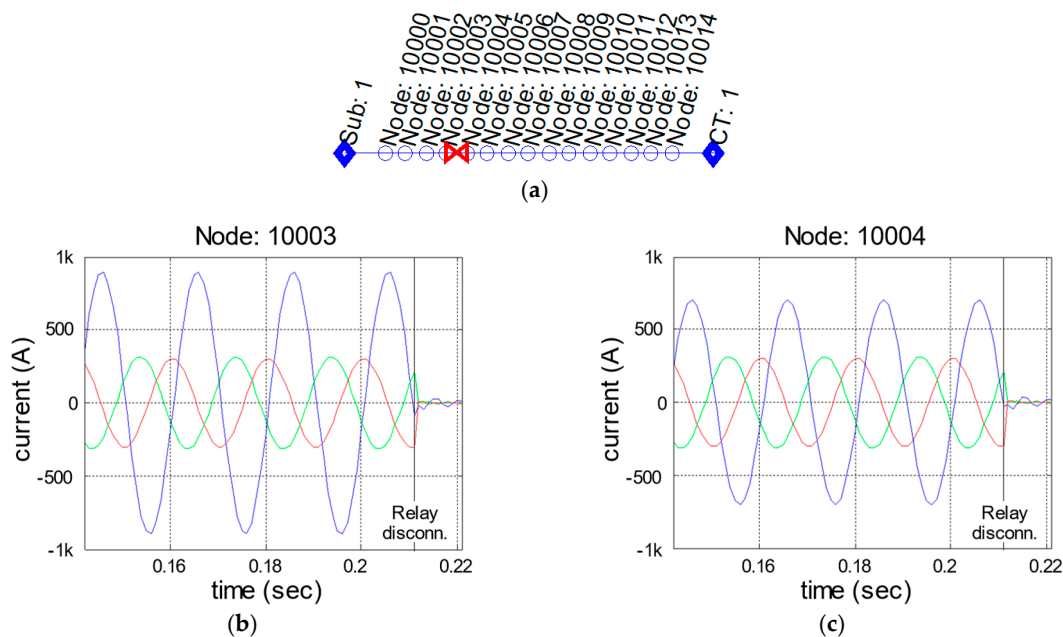 Sub: 1
Node: 10000
Node: 10001
Node: 10002
Node: 10003
Node: 10004
Node: 10005
Node: 10006
Node: 10007
Node: 10008
Node: 10009
Node: 10010
Node: 10011
Node: 10012
Node: 10013
Node: 10014
CT: 1
(a)
Node: 10003
1k
500
0
-500
-1k
current (A)
Relay
disconn.
0.16
0.18
0.2
0.22
time (sec)
(b)
Node: 10004
1k
500
0
-500
-1k
current (A)
Relay
disconn.
0.16
0.18
0.2
0.22
time (sec)
(c)